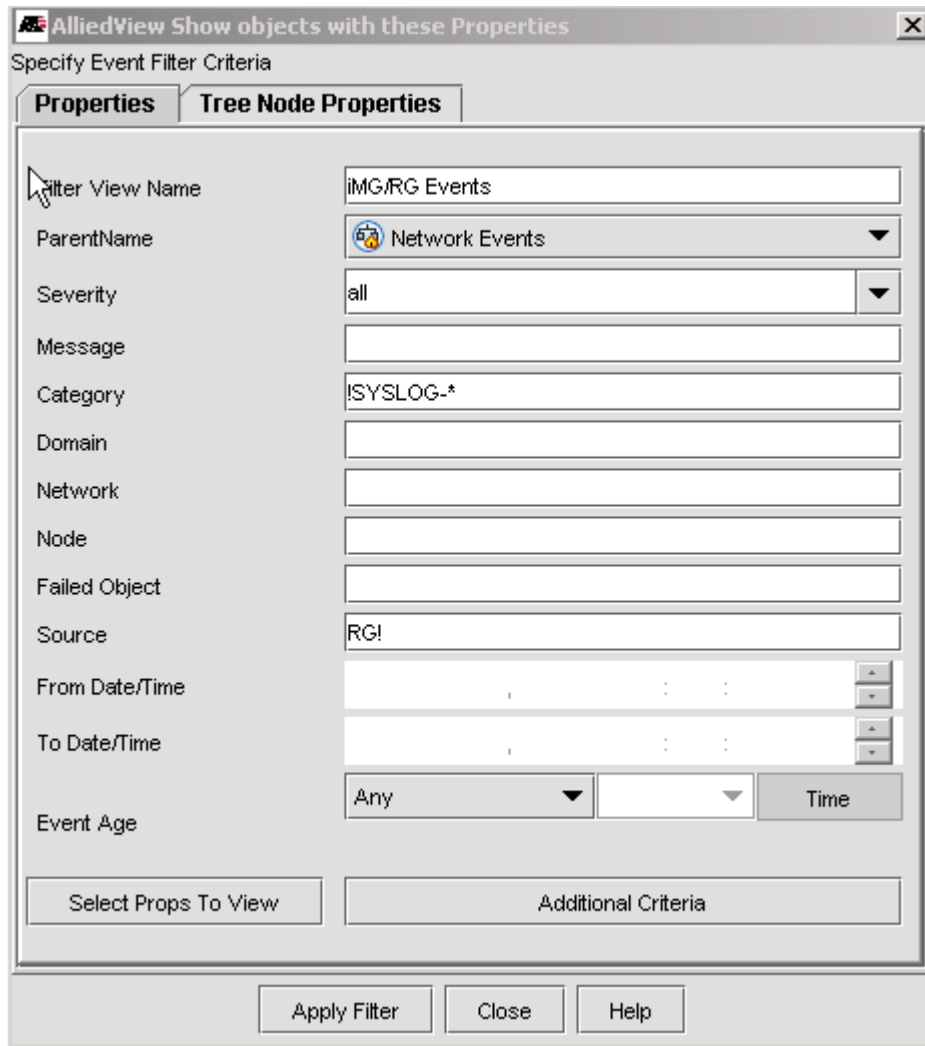 AlliedView Show objects with these Properties
Specify Event Filter Criteria
Properties Tree Node Properties
Filter View Name iMG/RG Events
ParentName Network Events
Severity all
Message
Category !SYSLOG-*
Domain
Network
Node
Failed Object
Source RG!
From Date/Time , : :
To Date/Time , : :
Any Time
Event Age
Select Props To View Additional Criteria
Apply Filter Close Help